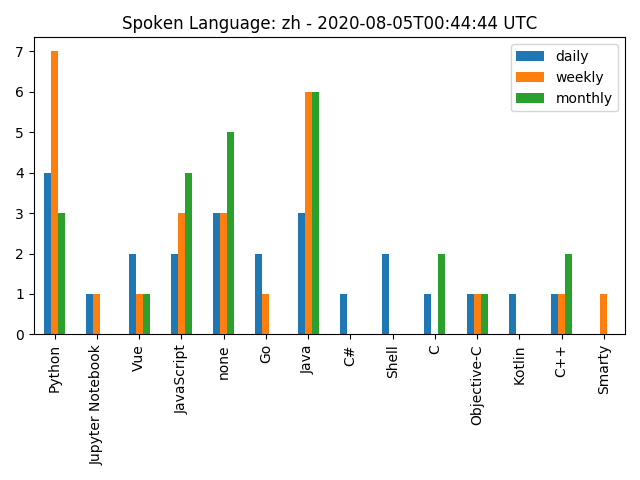 Spoken Language: zh - 2020-08-05T00:44:44 UTC
daily
weekly
monthly
7
6
5
4
3
2
1
0
Python
Jupyter Notebook
Vue
JavaScript
none
Go
Java
C#
Shell
C
Objective-C
Kotlin
C++
Smarty